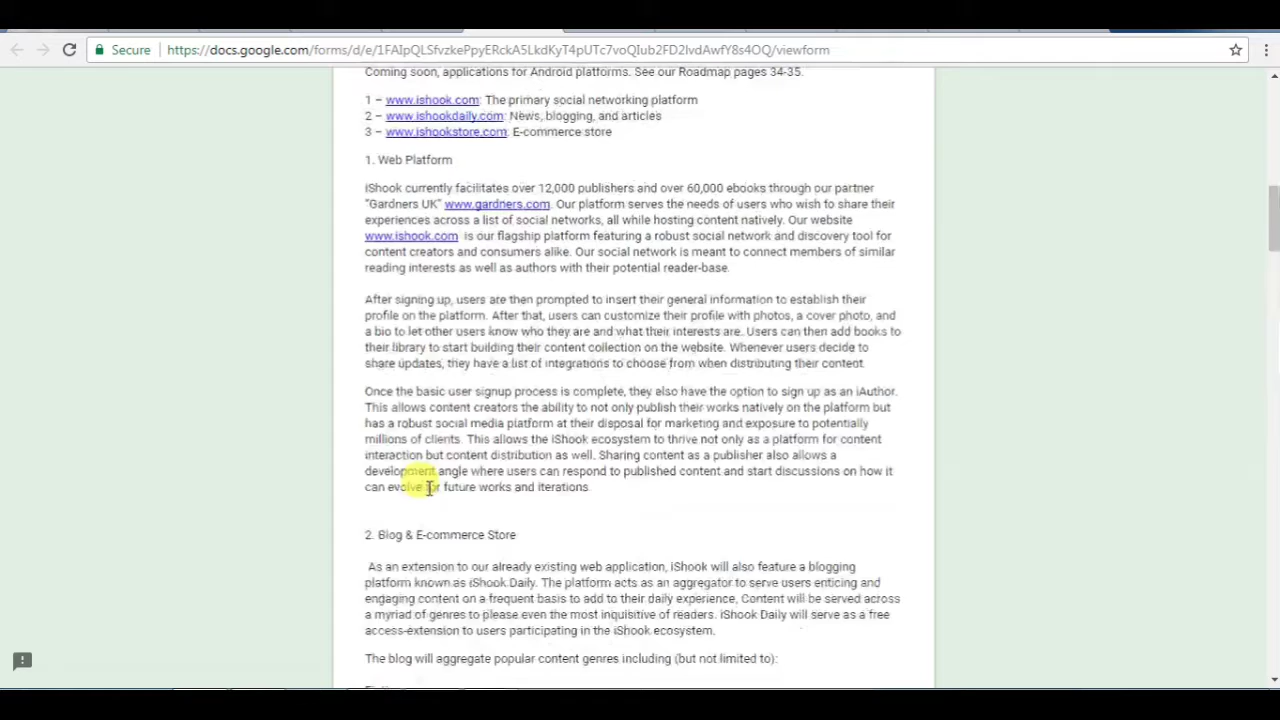 Secure
https://docs.google.com/forms/d/e/1FAIpQLSfvzkePpyERckA5LkdKyT4pUTc7voQIub2FD2lvdAwfY8s4OQ/viewform
Coming soon, applications for Android platforms. See our Roadmap pages 34-35.
1 – www.ishook.com: The primary social networking platform
2 – www.ishookdaily.com: News, blogging, and articles
3 – www.ishookstore.com: E-commerce store
1. Web Platform
iShook currently facilitates over 12,000 publishers and over 60,000 ebooks through our partner
“Gardners UK” www.gardners.com. Our platform serves the needs of users who wish to share their
experiences across a list of social networks, all while hosting content natively. Our website
www.ishook.com is our flagship platform featuring a robust social network and discovery tool for
content creators and consumers alike. Our social network is meant to connect members of similar
reading interests as well as authors with their potential reader-base.
After signing up, users are then prompted to insert their general information to establish their
profile on the platform. After that, users can customize their profile with photos, a cover photo, and
a bio to let other users know who they are and what their interests are. Users can then add books to
their library to start building their content collection on the website. Whenever users decide to
share updates, they have a list of integrations to choose from when distributing their content.
Once the basic user signup process is complete, they also have the option to sign up as an iAuthor.
This allows content creators the ability to not only publish their works natively on the platform but
has a robust social media platform at their disposal for marketing and exposure to potentially
millions of clients. This allows the iShook ecosystem to thrive not only as a platform for content
interaction but content distribution as well. Sharing content as a publisher also allows a
development angle where users can respond to published content and start discussions on how it
can evolve for future works and iterations.
2. Blog & E-commerce Store
As an extension to our already existing web application, iShook will also feature a blogging
platform known as iShook Daily. The platform acts as an aggregator to serve users enticing and
engaging content on a frequent basis to add to their daily experience. Content will be served across
a myriad of genres to please even the most inquisitive of readers. iShook Daily will serve as a free
access-extension to users participating in the iShook ecosystem.
The blog will aggregate popular content genres including (but not limited to):